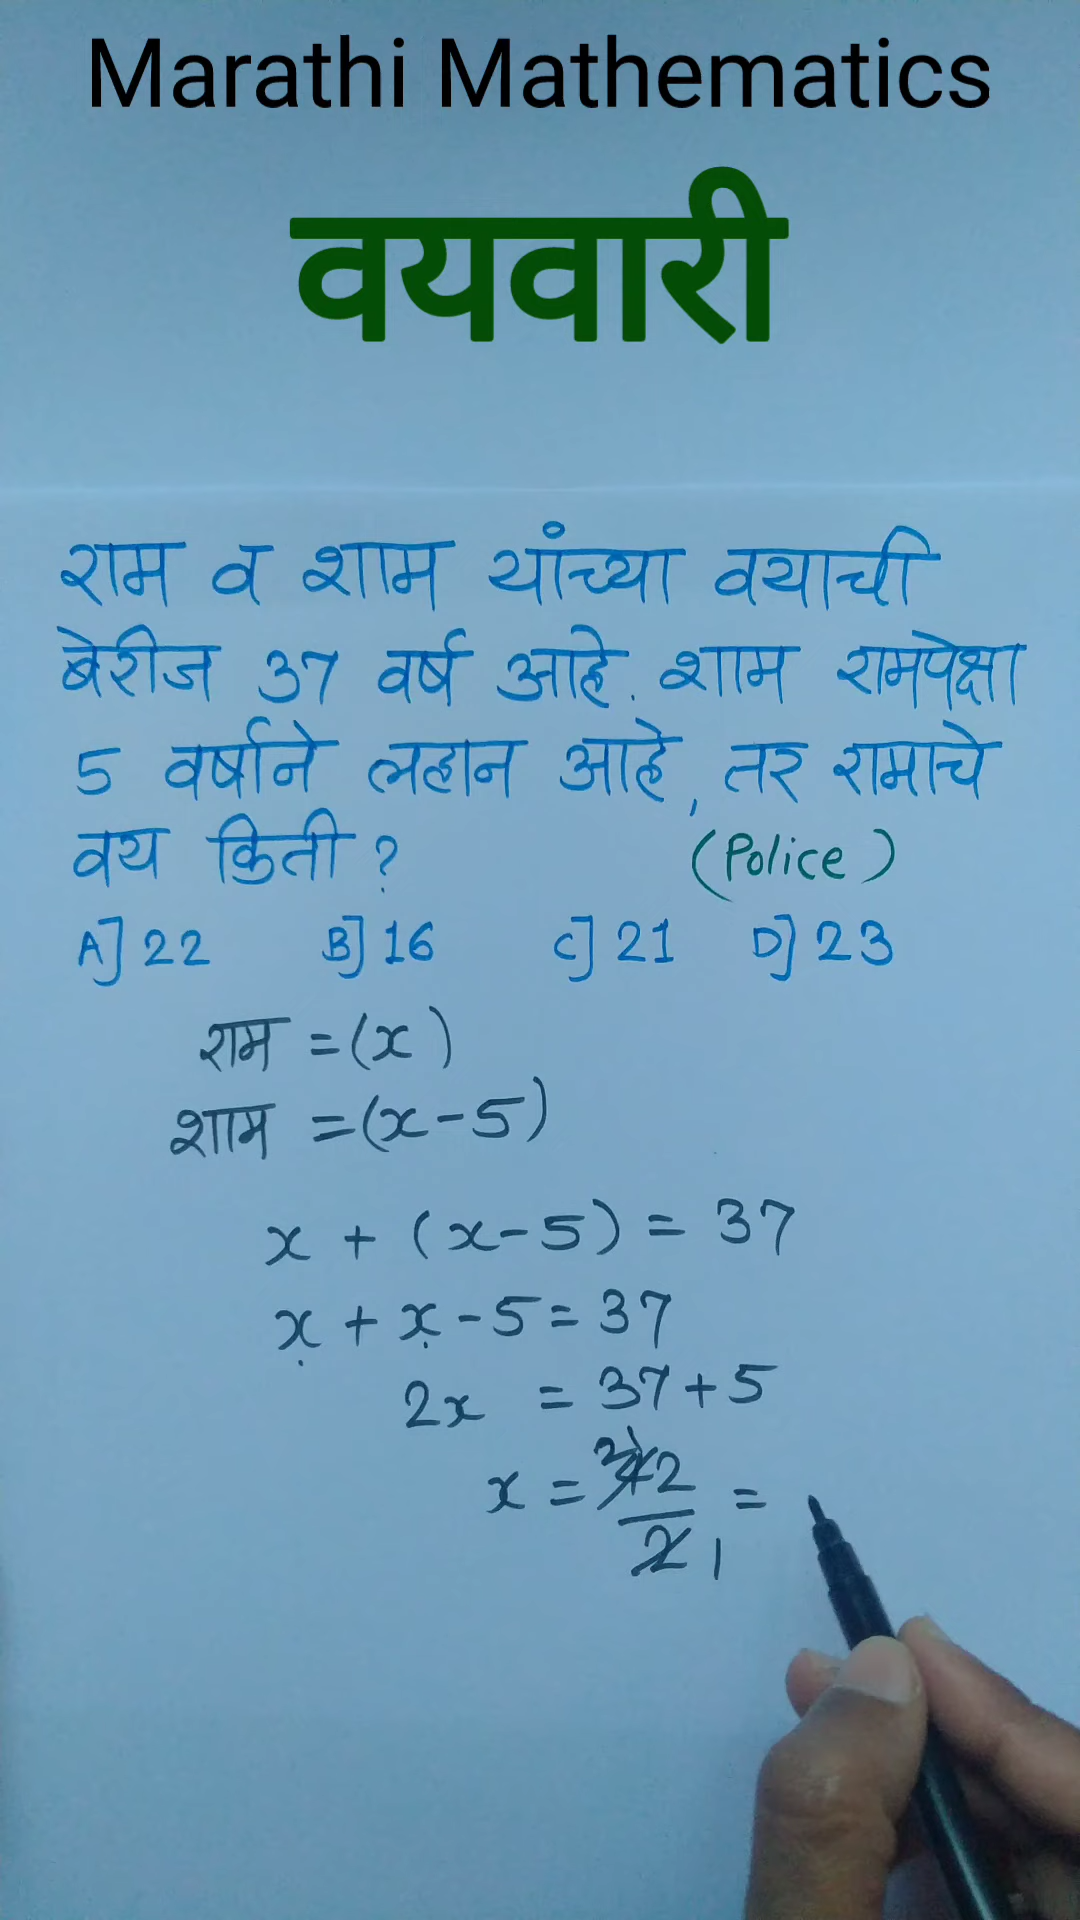 Marathi Mathematics
वयवारी
राम व शाम यांच्या वयाची
बेरीज 37 वर्ष आहे. शाम रामपेक्षा
5 वर्षाने लहान आहे, तर रामाचे
वय किती ? (Police)
A] 22 B] 16 C] 21 D] 23
राम = (x)
शाम = (x-5)
x + (x-5) = 37
x + x - 5 = 37
2x = 37 + 5
x = 42/2 =